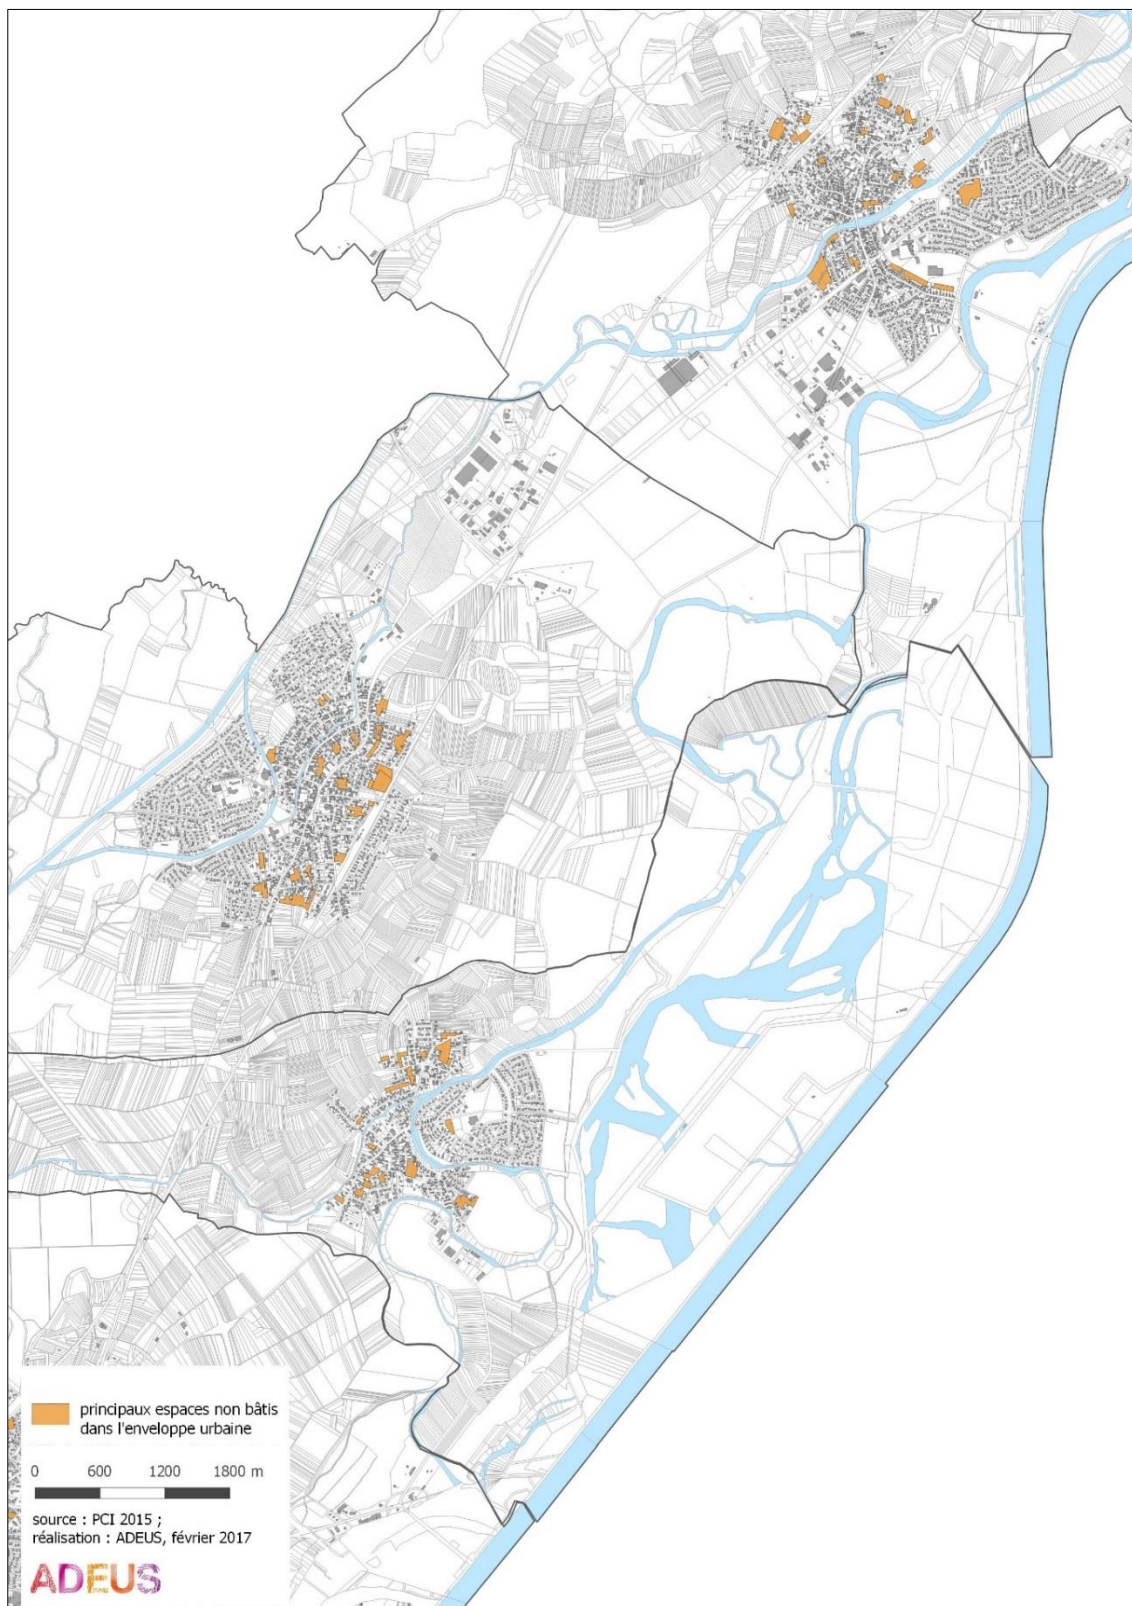 principaux espaces non bâtis
dans l'enveloppe urbaine
0 600 1200 1800 m
source : PCI 2015 ;
réalisation : ADEUS, février 2017
ADEUS